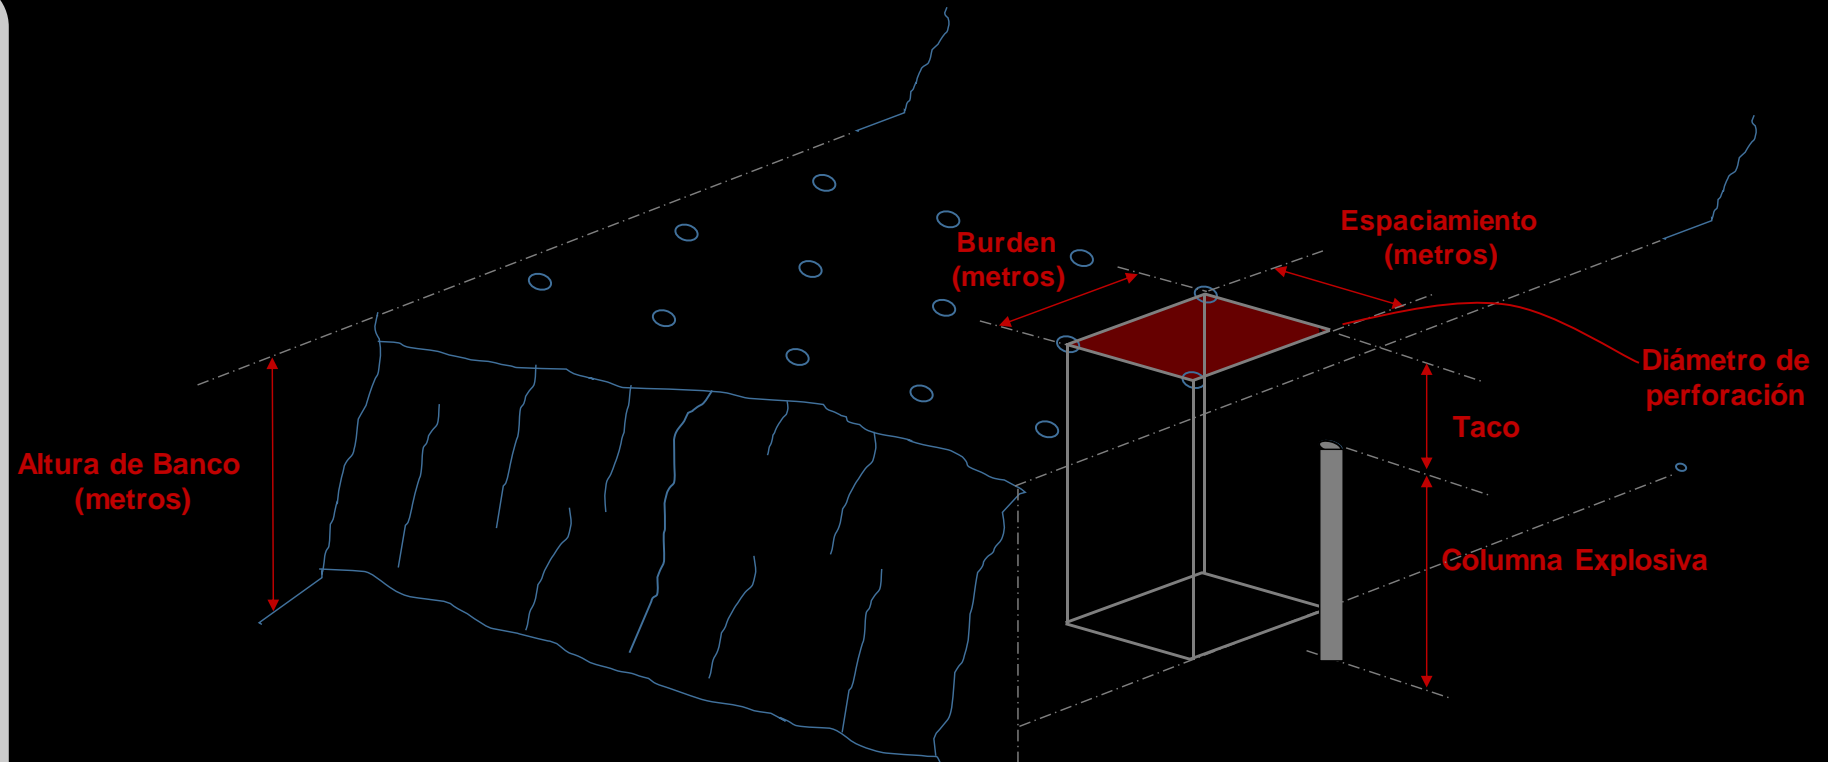 Espaciamiento
(metros)
Burden
(metros)
Diámetro de
perforación
Taco
Altura de Banco
(metros)
Columna Explosiva